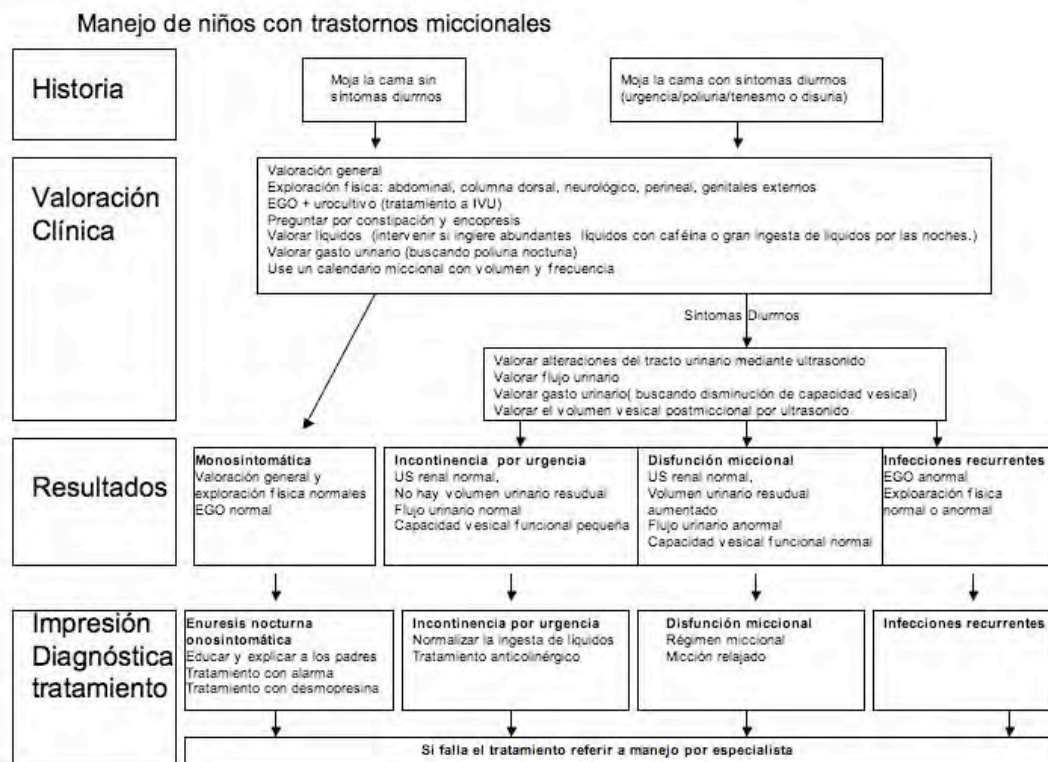 Manejo de niños con trastornos miccionales
Historia
Moja la cama sin
síntomas diurrnos
Moja la cama con síntomas diurrnos
(urgencia/poliuria/tenesmo o disuria)
Valoración
Clínica
Valoración general
Exploración física: abdominal, columna dorsal, neurológico, perineal, genitales externos
EGO + urocultivo (tratamiento a IVU)
Preguntar por constipación y encopresis
Valorar líquidos (intervenir si ingiere abundantes líquidos con caféina o gran ingesta de líquidos por las noches.)
Valorar gasto urinario (buscando poliuria nocturia)
Use un calendario miccional con volumen y frecuencia
Síntomas Diurrnos
Valorar alteraciones del tracto urinario mediante ultrasonido
Valorar flujo urinario
Valorar gasto urinario( buscando disminución de capacidad vesical)
Valorar el volumen vesical postmiccional por ultrasonido
Resultados
Monosintomática
Valoración general y
exploración física normales
EGO normal
Incontinencia por urgencia
US renal normal,
No hay volumen urinario resudual
Flujo urinario normal
Capacidad vesical funcional pequeña
Disfunción miccional
US renal normal,
Volumen urinario resudual
aumentado
Flujo urinario anormal
Capacidad vesical funcional normal
Infecciones recurrentes
EGO anormal
Exploaración física
normal o anormal
Impresión
Diagnóstica
tratamiento
Enuresis nocturna
onosintomática
Educar y explicar a los padres
Tratamiento con alarma
Tratamiento con desmopresina
Incontinencia por urgencia
Normalizar la ingesta de líquidos
Tratamiento anticolinérgico
Disfunción miccional
Régimen miccional
Micción relajado
Infecciones recurrentes
Si falla el tratamiento referir a manejo por especialista